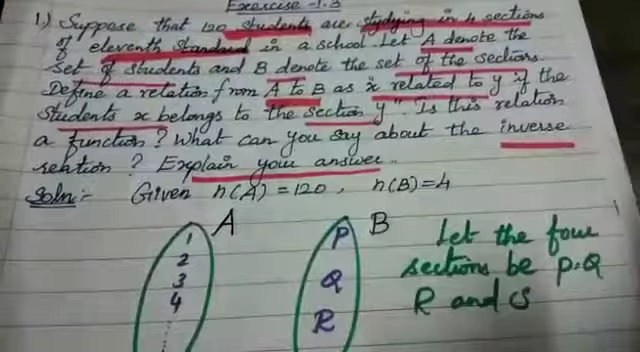 Exercise - 1.3
1.) Suppose that 120 students are studying in 4 sections
of eleventh standard in a school. Let A denote the
set of students and B denote the set of the sections.
Define a relation from A to B as "x related to y if the
students x belongs to the section y". Is this relation
a function? What can you say about the inverse
relation? Explain your answer.
Soln:- Given n(A) = 120, n(B) = 4
A
1
2
3
4
B
P
Q
R
Let the four
sections be P.Q
R and S